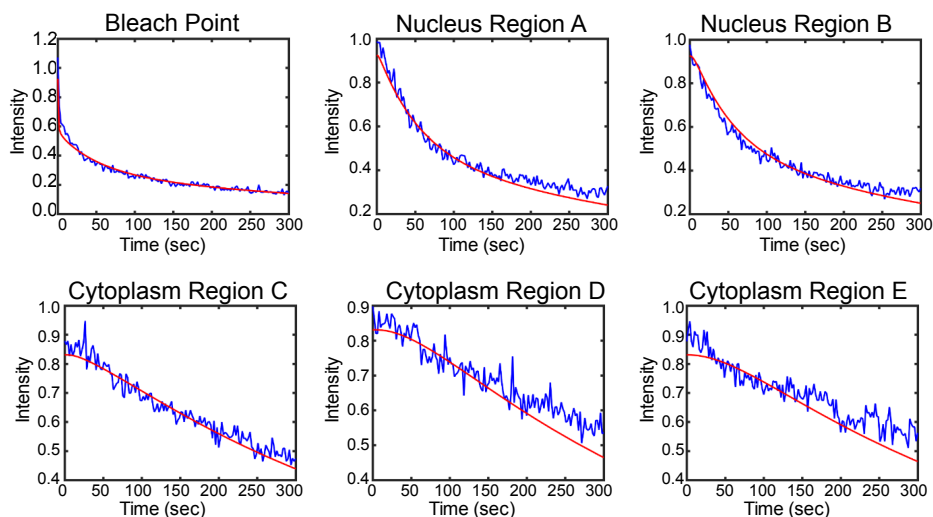 Bleach Point
1.2
1.0
0.8
0.6
0.4
0.2
0.0
Intensity
0 50 100 150 200 250 300
Time (sec)
Nucleus Region A
1.0
0.8
0.6
0.4
0.2
Intensity
0 50 100 150 200 250 300
Time (sec)
Nucleus Region B
1.0
0.8
0.6
0.4
0.2
Intensity
0 50 100 150 200 250 300
Time (sec)
Cytoplasm Region C
1.0
0.9
0.8
0.7
0.6
0.5
0.4
Intensity
0 50 100 150 200 250 300
Time (sec)
Cytoplasm Region D
0.9
0.8
0.7
0.6
0.5
0.4
Intensity
0 50 100 150 200 250 300
Time (sec)
Cytoplasm Region E
1.0
0.9
0.8
0.7
0.6
0.5
0.4
Intensity
0 50 100 150 200 250 300
Time (sec)